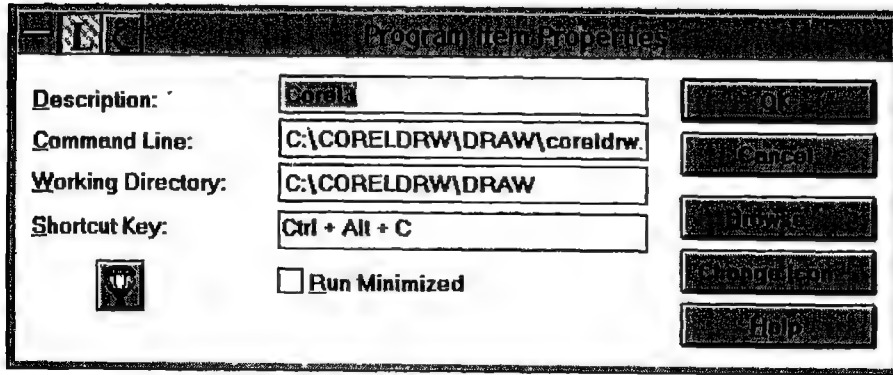 Program Item Properties
Description: Corel4
Command Line: C:\CORELDRW\DRAW\coreldrw.
Working Directory: C:\CORELDRW\DRAW
Shortcut Key: Ctrl + Alt + C
Run Minimized
OK
Cancel
Browse...
Change Icon...
Help